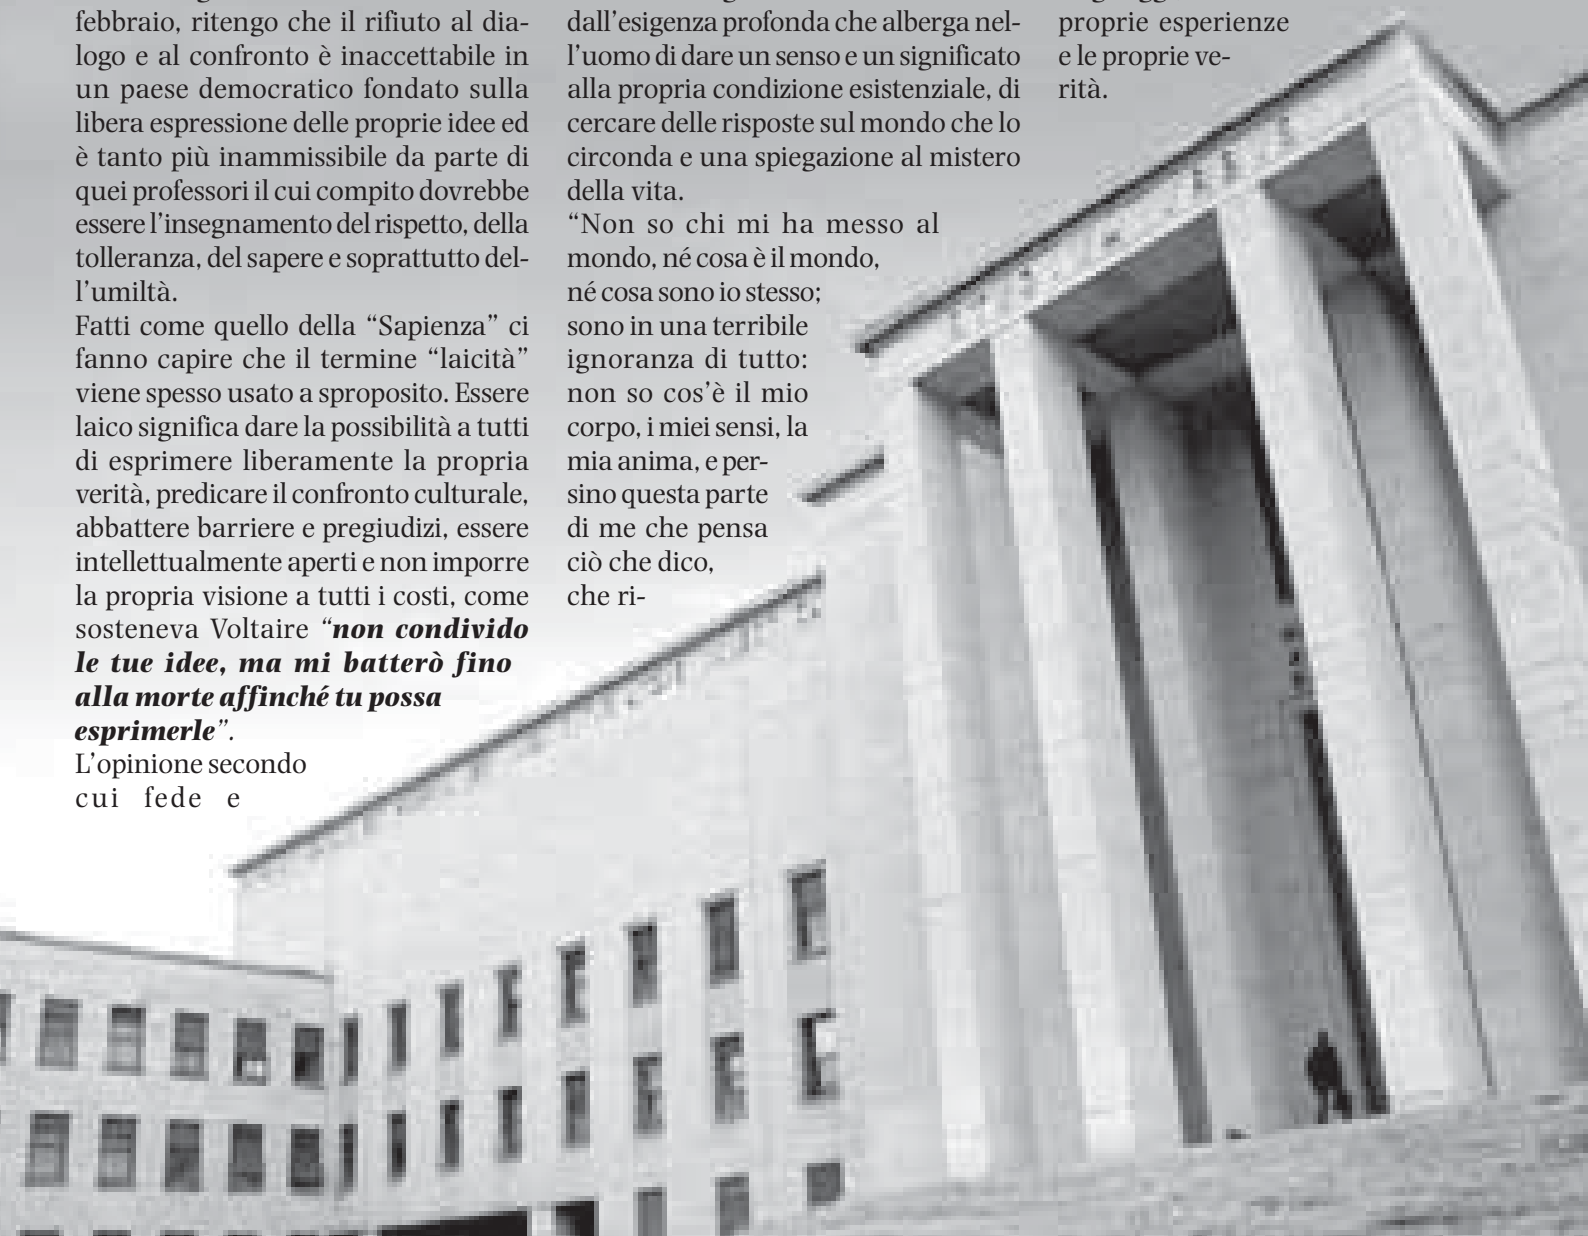 febbraio, ritengo che il rifiuto al dia-
logo e al confronto è inaccettabile in
un paese democratico fondato sulla
libera espressione delle proprie idee ed
è tanto più inammissibile da parte di
quei professori il cui compito dovrebbe
essere l'insegnamento del rispetto, della
tolleranza, del sapere e soprattutto del-
l'umiltà.
Fatti come quello della “Sapienza” ci
fanno capire che il termine “laicità”
viene spesso usato a sproposito. Essere
laico significa dare la possibilità a tutti
di esprimere liberamente la propria
verità, predicare il confronto culturale,
abbattere barriere e pregiudizi, essere
intellettualmente aperti e non imporre
la propria visione a tutti i costi, come
sosteneva Voltaire “non condivido
le tue idee, ma mi batterò fino
alla morte affinché tu possa
esprimerle”.
L'opinione secondo
cui fede e
dall'esigenza profonda che alberga nel-
l'uomo di dare un senso e un significato
alla propria condizione esistenziale, di
cercare delle risposte sul mondo che lo
circonda e una spiegazione al mistero
della vita.
“Non so chi mi ha messo al
mondo, né cosa è il mondo,
né cosa sono io stesso;
sono in una terribile
ignoranza di tutto:
non so cos'è il mio
corpo, i miei sensi, la
mia anima, e per-
sino questa parte
di me che pensa
ciò che dico,
che ri-
proprie esperienze
e le proprie ve-
rità.